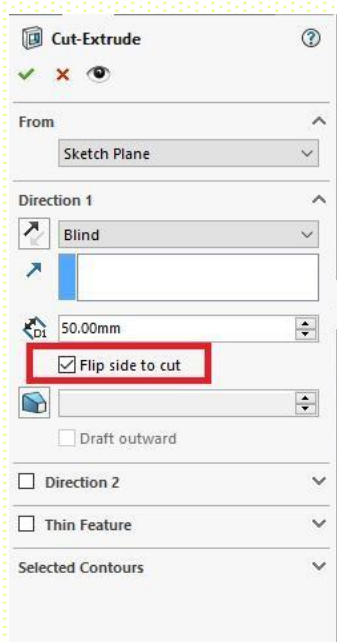 Cut-Extrude
From
Sketch Plane
Direction 1
Blind
D1
50.00mm
Flip side to cut
Draft outward
Direction 2
Thin Feature
Selected Contours